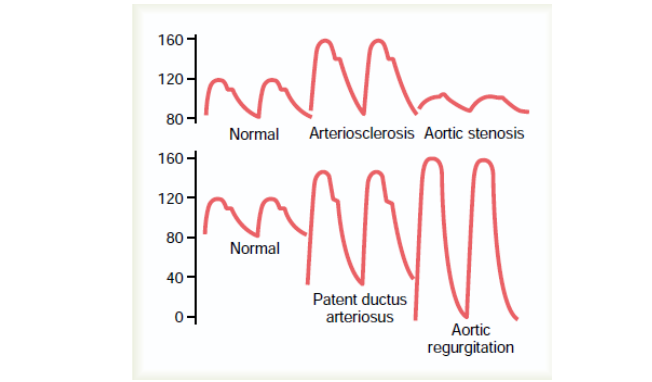 160
120
80
Normal Arteriosclerosis Aortic stenosis
160
120
80
40
0
Normal
Patent ductus
arteriosus
Aortic
regurgitation